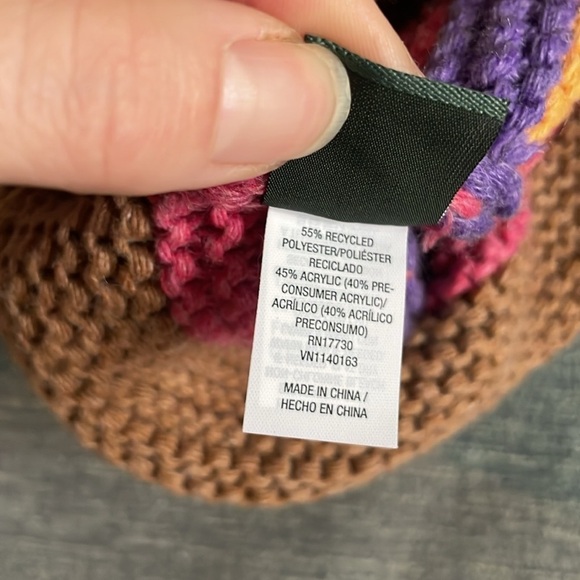 55% RECYCLED
POLYESTER/POLIÉSTER
RECICLADO
45% ACRYLIC (40% PRE-
CONSUMER ACRYLIC)/
ACRÍLICO (40% ACRÍLICO
PRECONSUMO)
RN17730
VN1140163
MADE IN CHINA /
HECHO EN CHINA